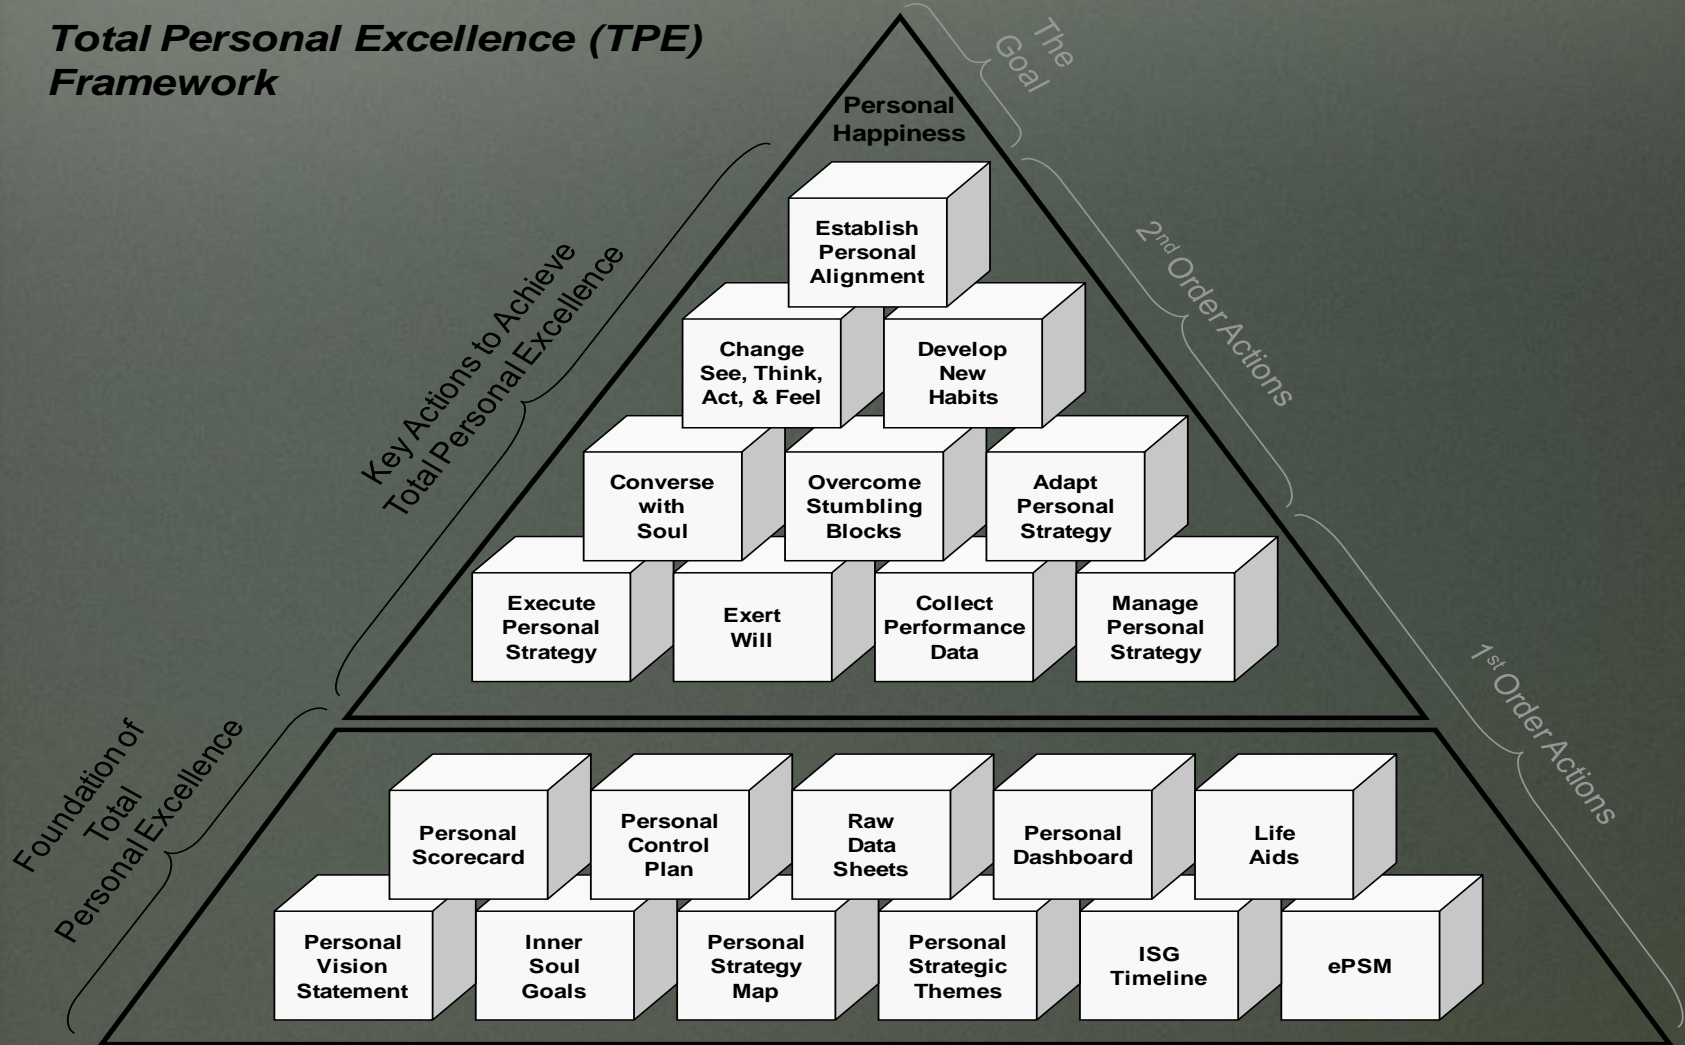 Total Personal Excellence (TPE)
Framework
The
Goal
Personal
Happiness
Key Actions to Achieve
Total Personal Excellence
2nd Order Actions
Establish
Personal
Alignment
Change
See, Think,
Act, & Feel
Develop
New
Habits
Converse
with
Soul
Overcome
Stumbling
Blocks
Adapt
Personal
Strategy
Execute
Personal
Strategy
Exert
Will
Collect
Performance
Data
Manage
Personal
Strategy
1st Order Actions
Foundation of
Total
Personal Excellence
Personal
Scorecard
Personal
Control
Plan
Raw
Data
Sheets
Personal
Dashboard
Life
Aids
Personal
Vision
Statement
Inner
Soul
Goals
Personal
Strategy
Map
Personal
Strategic
Themes
ISG
Timeline
ePSM